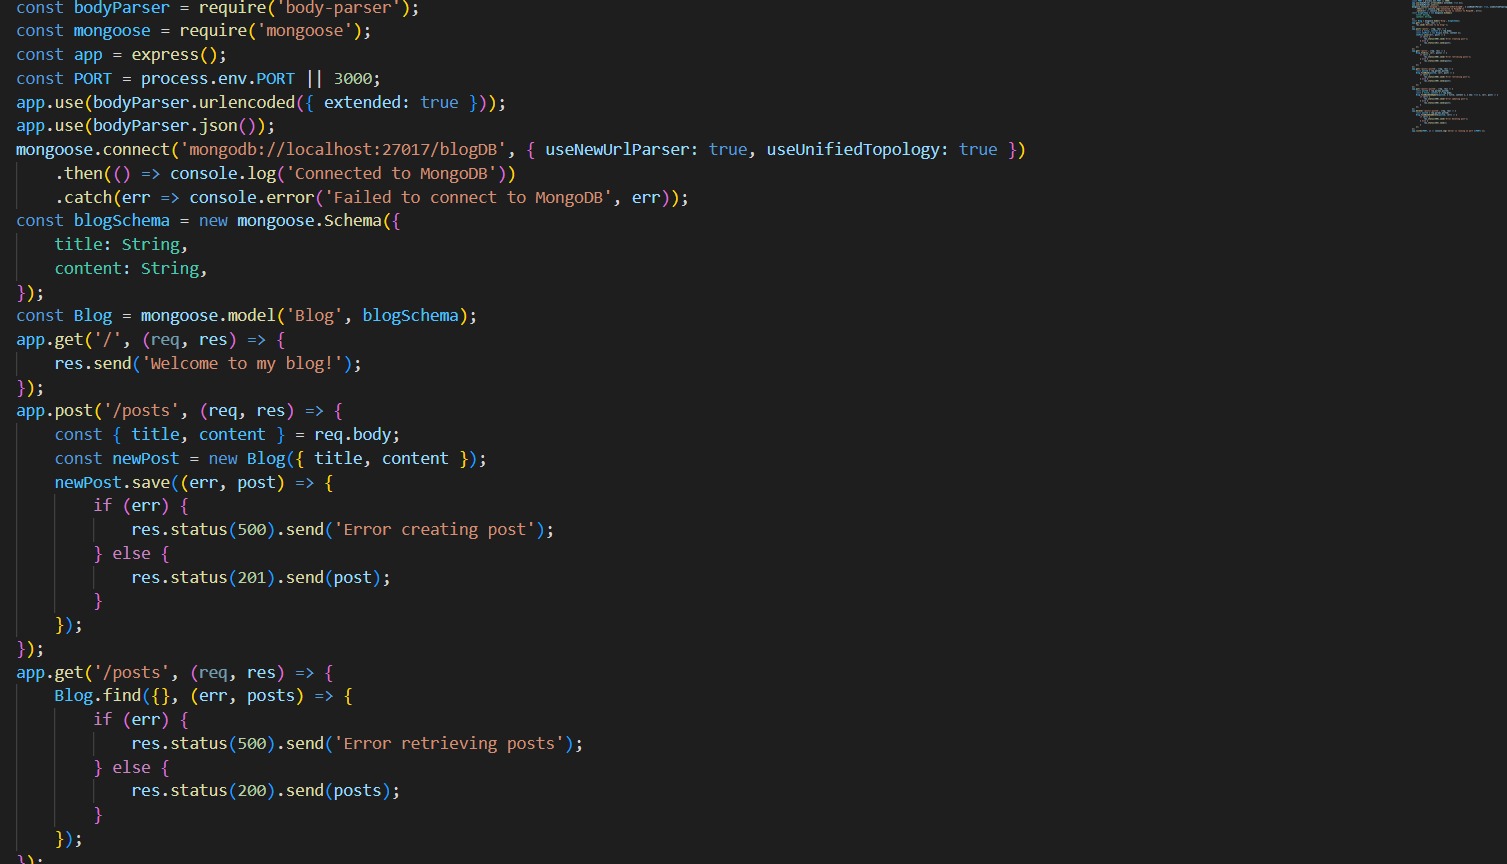 const bodyParser = require('body-parser');
const mongoose = require('mongoose');
const app = express();
const PORT = process.env.PORT || 3000;
app.use(bodyParser.urlencoded({ extended: true }));
app.use(bodyParser.json());
mongoose.connect('mongodb://localhost:27017/blogDB', { useNewUrlParser: true, useUnifiedTopology: true })
    .then(() => console.log('Connected to MongoDB'))
    .catch(err => console.error('Failed to connect to MongoDB', err));
const blogSchema = new mongoose.Schema({
    title: String,
    content: String,
});
const Blog = mongoose.model('Blog', blogSchema);
app.get('/', (req, res) => {
    res.send('Welcome to my blog!');
});
app.post('/posts', (req, res) => {
    const { title, content } = req.body;
    const newPost = new Blog({ title, content });
    newPost.save((err, post) => {
        if (err) {
            res.status(500).send('Error creating post');
        } else {
            res.status(201).send(post);
        }
    });
});
app.get('/posts', (req, res) => {
    Blog.find({}, (err, posts) => {
        if (err) {
            res.status(500).send('Error retrieving posts');
        } else {
            res.status(200).send(posts);
        }
    });
});